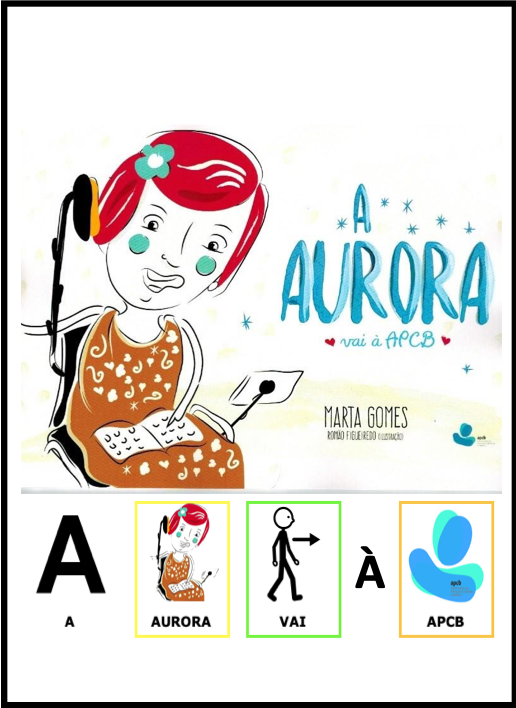 A
AURORA
vai à APCB
MARTA GOMES
ROMÃO FIGUEIREDO (ILUSTRAÇÃO)
apcb
A
À
apcb
A
AURORA
VAI
APCB